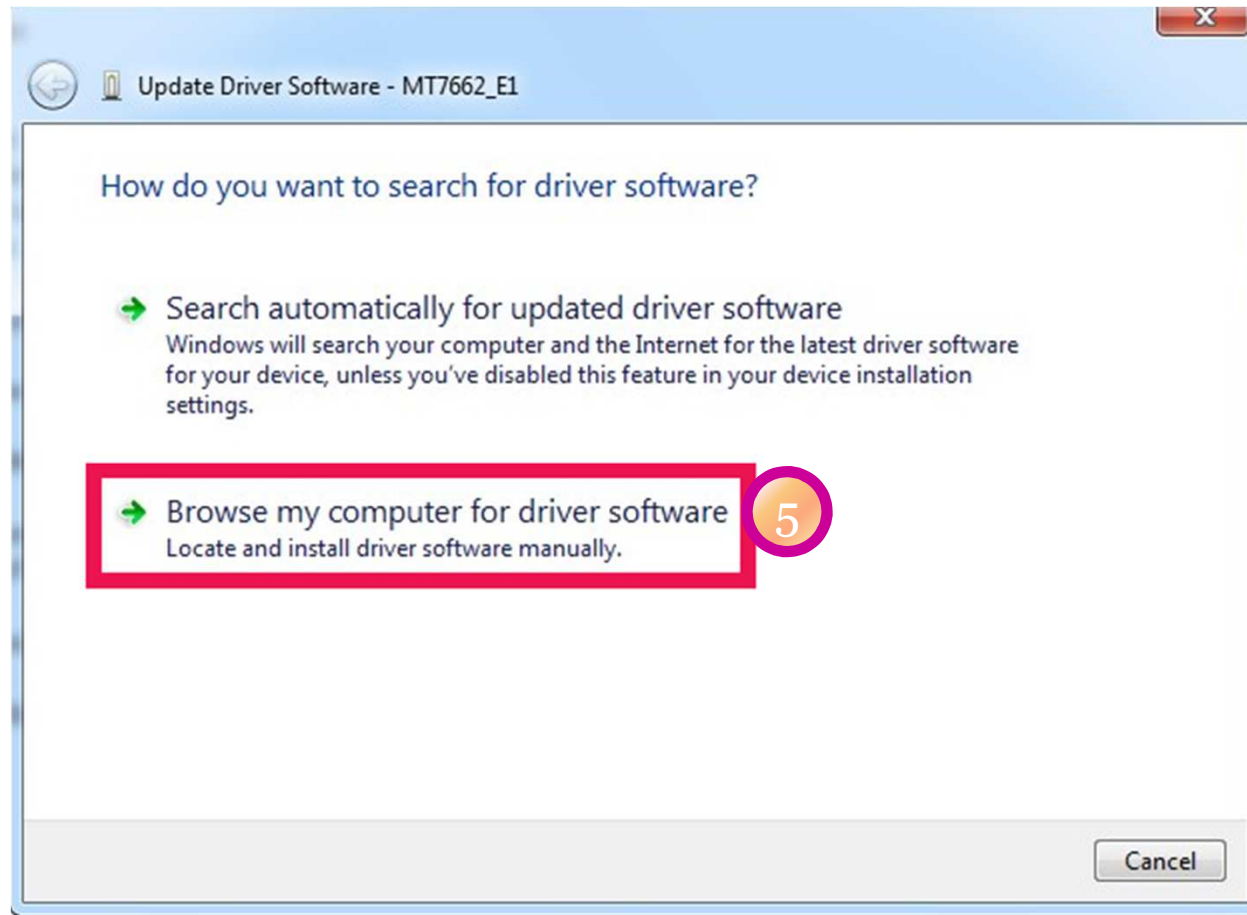 x
Update Driver Software - MT7662_E1
How do you want to search for driver software?
Search automatically for updated driver software
Windows will search your computer and the Internet for the latest driver software
for your device, unless you've disabled this feature in your device installation
settings.
Browse my computer for driver software
5
Locate and install driver software manually.
Cancel